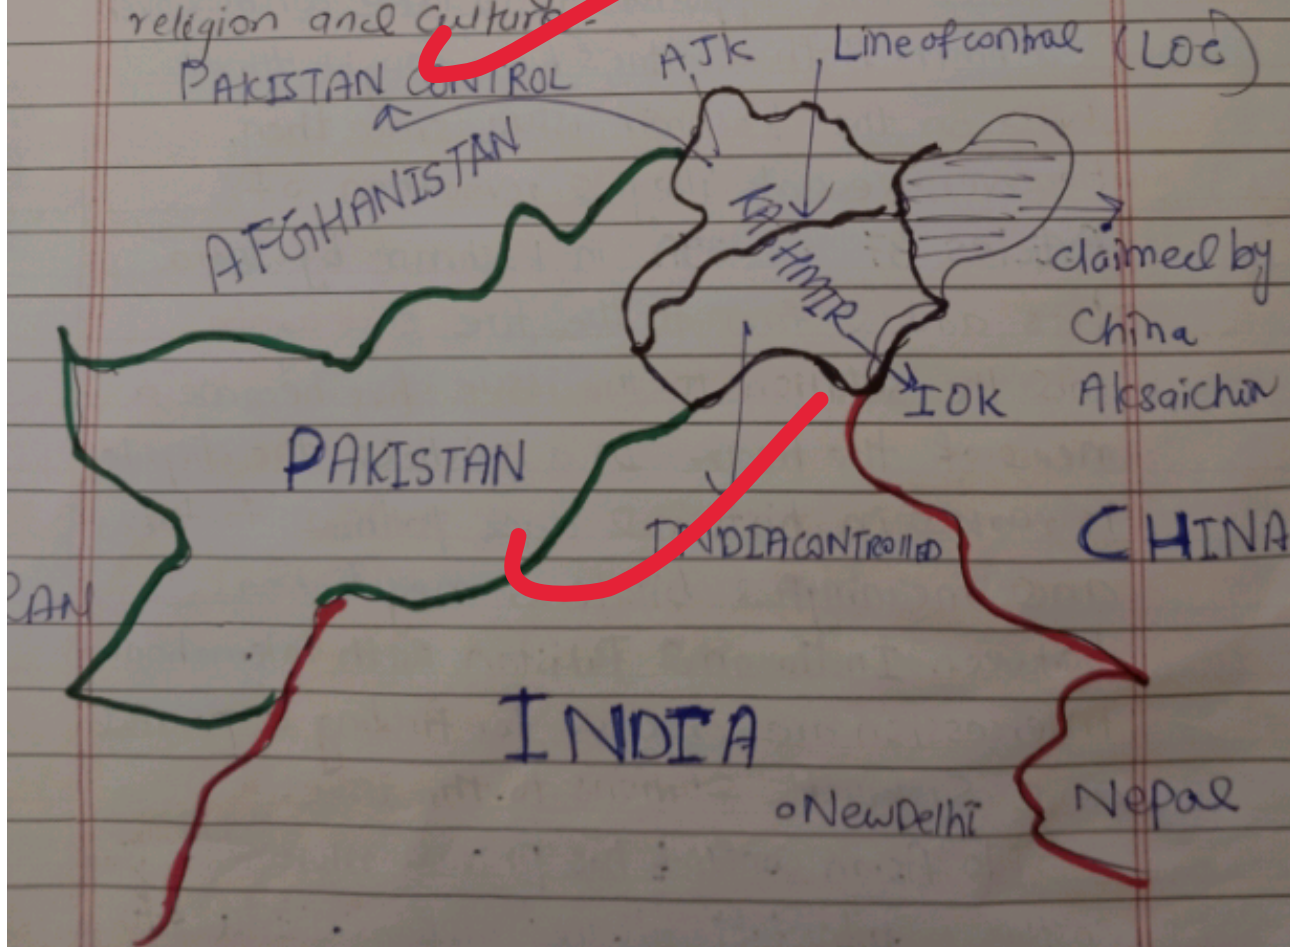 religion and Culture.
PAKISTAN CONTROL
AJK
Line of control (LOC)
AFGHANISTAN
KASHMIR
claimed by
China
Aksaichin
IOK
PAKISTAN
INDIA CONTROLLED
CHINA
RAN
INDIA
New Delhi
Nepal